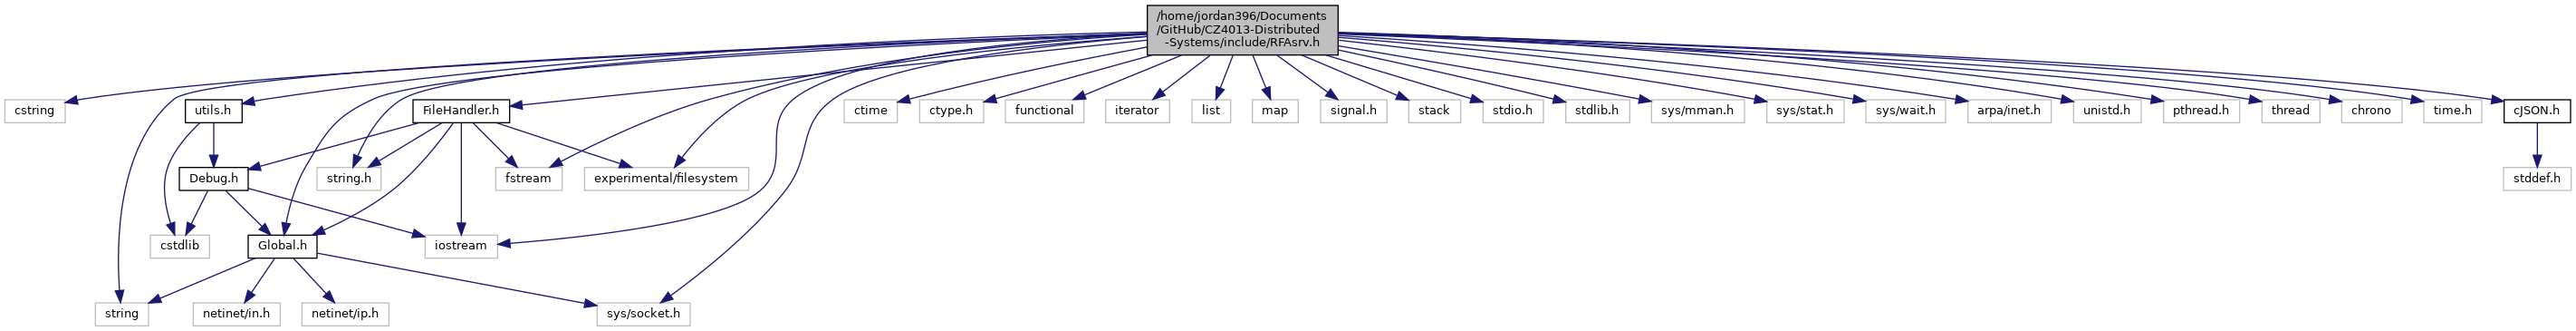 /home/jordan396/Documents
/GitHub/CZ4013-Distributed
-Systems/include/RFAsrv.h
cstring
utils.h
FileHandler.h
ctime
ctype.h
functional
iterator
list
map
signal.h
stack
stdio.h
stdlib.h
sys/mman.h
sys/stat.h
sys/wait.h
arpa/inet.h
unistd.h
pthread.h
thread
chrono
time.h
cJSON.h
Debug.h
string.h
fstream
experimental/filesystem
stddef.h
cstdlib
Global.h
iostream
string
netinet/in.h
netinet/ip.h
sys/socket.h